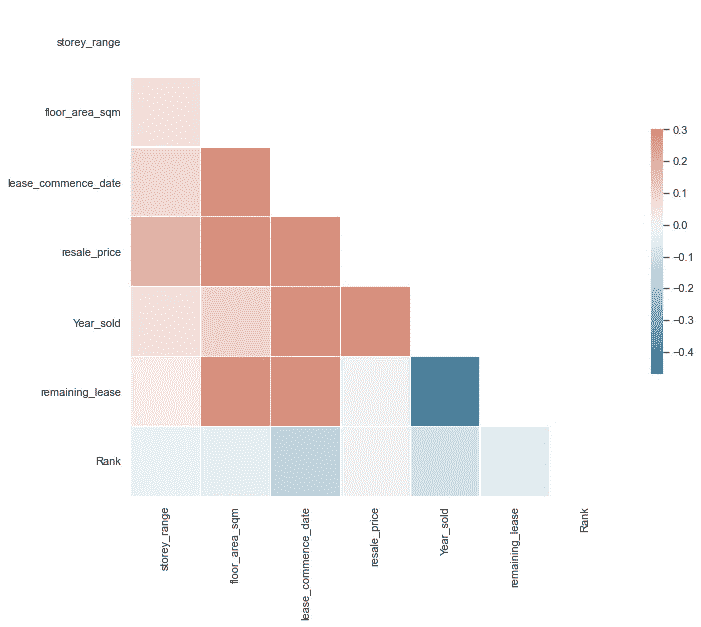 storey_range
floor_area_sqm
lease_commence_date
resale_price
Year_sold
remaining_lease
Rank
storey_range
floor_area_sqm
lease_commence_date
resale_price
Year_sold
remaining_lease
Rank
0.3
0.2
0.1
0.0
−0.1
−0.2
−0.3
−0.4